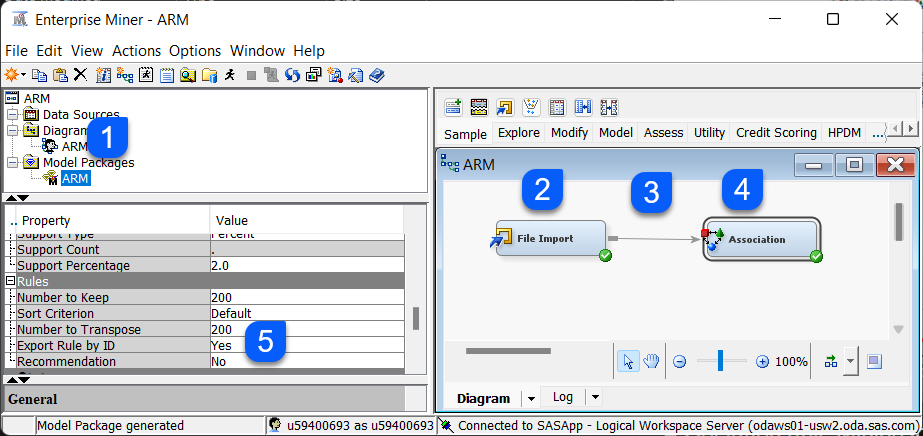 Enterprise Miner - ARM
File Edit View Actions Options Window Help
ARM
Data Sources
Diagram
1
ARM
Model Packages
ARM
.. Property Value
Support Type Percent
Support Count .
Support Percentage 2.0
Rules
Number to Keep 200
Sort Criterion Default
Number to Transpose 200
Export Rule by ID Yes
5
Recommendation No
General
Sample Explore Modify Model Assess Utility Credit Scoring HPDM ...
ARM
2 3 4
File Import Association
100%
Diagram Log
Model Package generated u59400693 as u59400693 Connected to SASApp - Logical Workspace Server (odaws01-usw2.oda.sas.com)